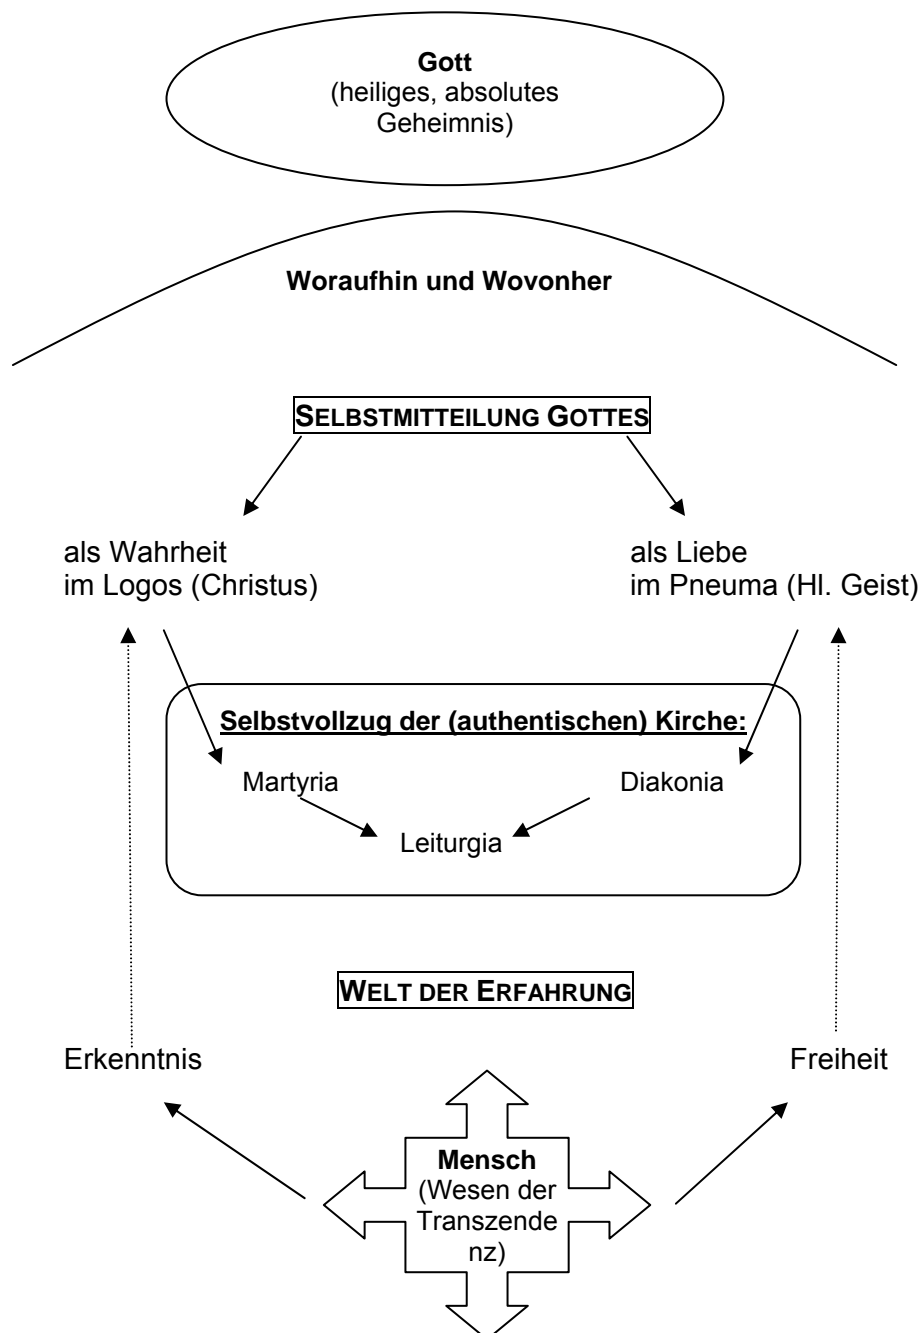 Gott
(heiliges, absolutes
Geheimnis)
Woraufhin und Wovonher
SELBSTMITTEILUNG GOTTES
als Wahrheit
im Logos (Christus)
als Liebe
im Pneuma (Hl. Geist)
Selbstvollzug der (authentischen) Kirche:
Martyria
Diakonia
Leiturgia
WELT DER ERFAHRUNG
Erkenntnis
Freiheit
Mensch
(Wesen der
Transzende
nz)